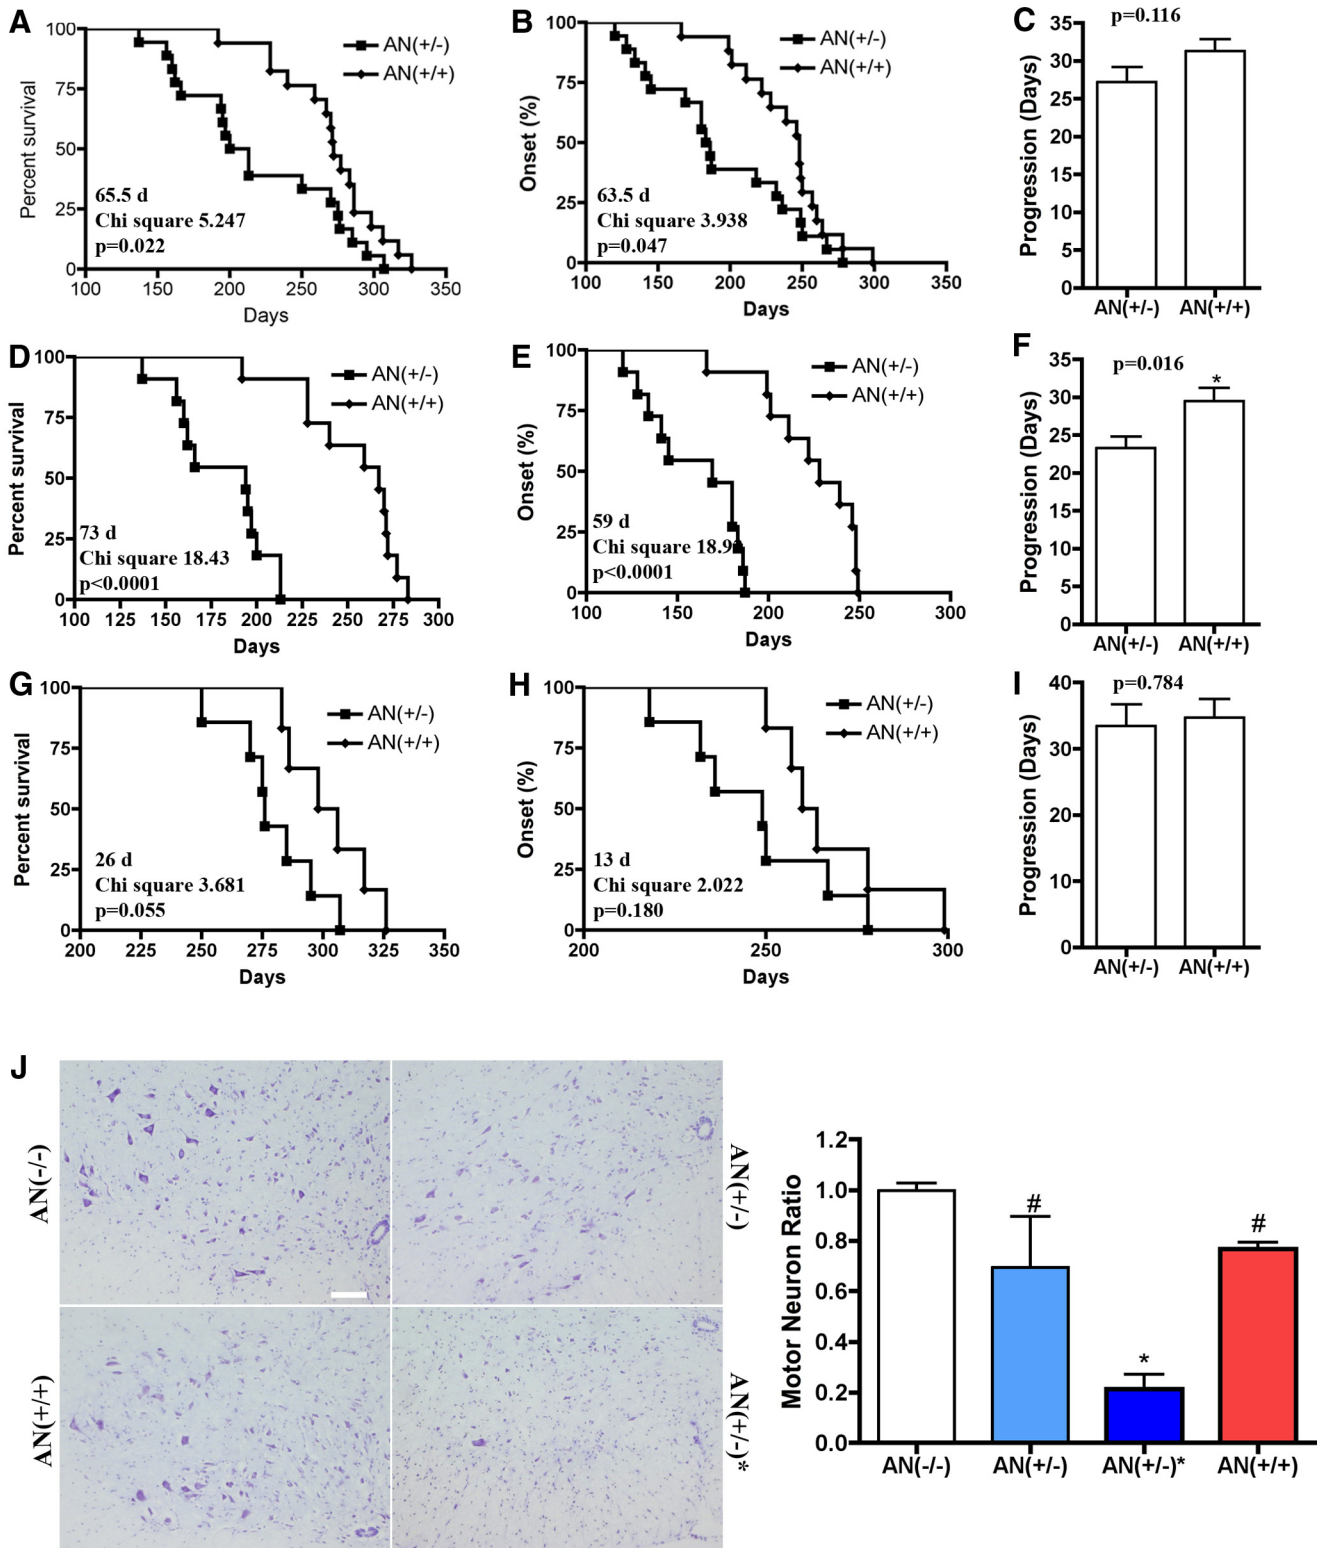 A
100
75
50
25
0
Percent survival
100 150 200 250 300 350
Days
AN(+/-)
AN(+/+)
65.5 d
Chi square 5.247
p=0.022
B
100
75
50
25
0
Onset (%)
100 150 200 250 300 350
Days
AN(+/-)
AN(+/+)
63.5 d
Chi square 3.938
p=0.047
C
p=0.116
35
30
25
20
15
10
5
0
Progression (Days)
AN(+/-) AN(+/+)
D
100
75
50
25
0
Percent survival
100 125 150 175 200 225 250 275 300
Days
AN(+/-)
AN(+/+)
73 d
Chi square 18.43
p<0.0001
E
100
75
50
25
0
Onset (%)
100 150 200 250 300
Days
AN(+/-)
AN(+/+)
59 d
Chi square
p<0.0001
F
p=0.016
*
35
30
25
20
15
10
5
0
Progression (Days)
AN(+/-) AN(+/+)
G
100
75
50
25
0
Percent survival
200 225 250 275 300 325 350
Days
AN(+/-)
AN(+/+)
26 d
Chi square 3.681
p=0.055
H
100
75
50
25
0
Onset (%)
200 250 300
Days
AN(+/-)
AN(+/+)
13 d
Chi square 2.022
p=0.180
I
p=0.784
40
30
20
10
0
Progression (Days)
AN(+/-) AN(+/+)
J
AN(-/-)
AN(+/-)
AN(+/+)
AN(+/-)*
1.2
1.0
0.8
0.6
0.4
0.2
0.0
Motor Neuron Ratio
#
*
#
AN(-/-) AN(+/-) AN(+/-)* AN(+/+)